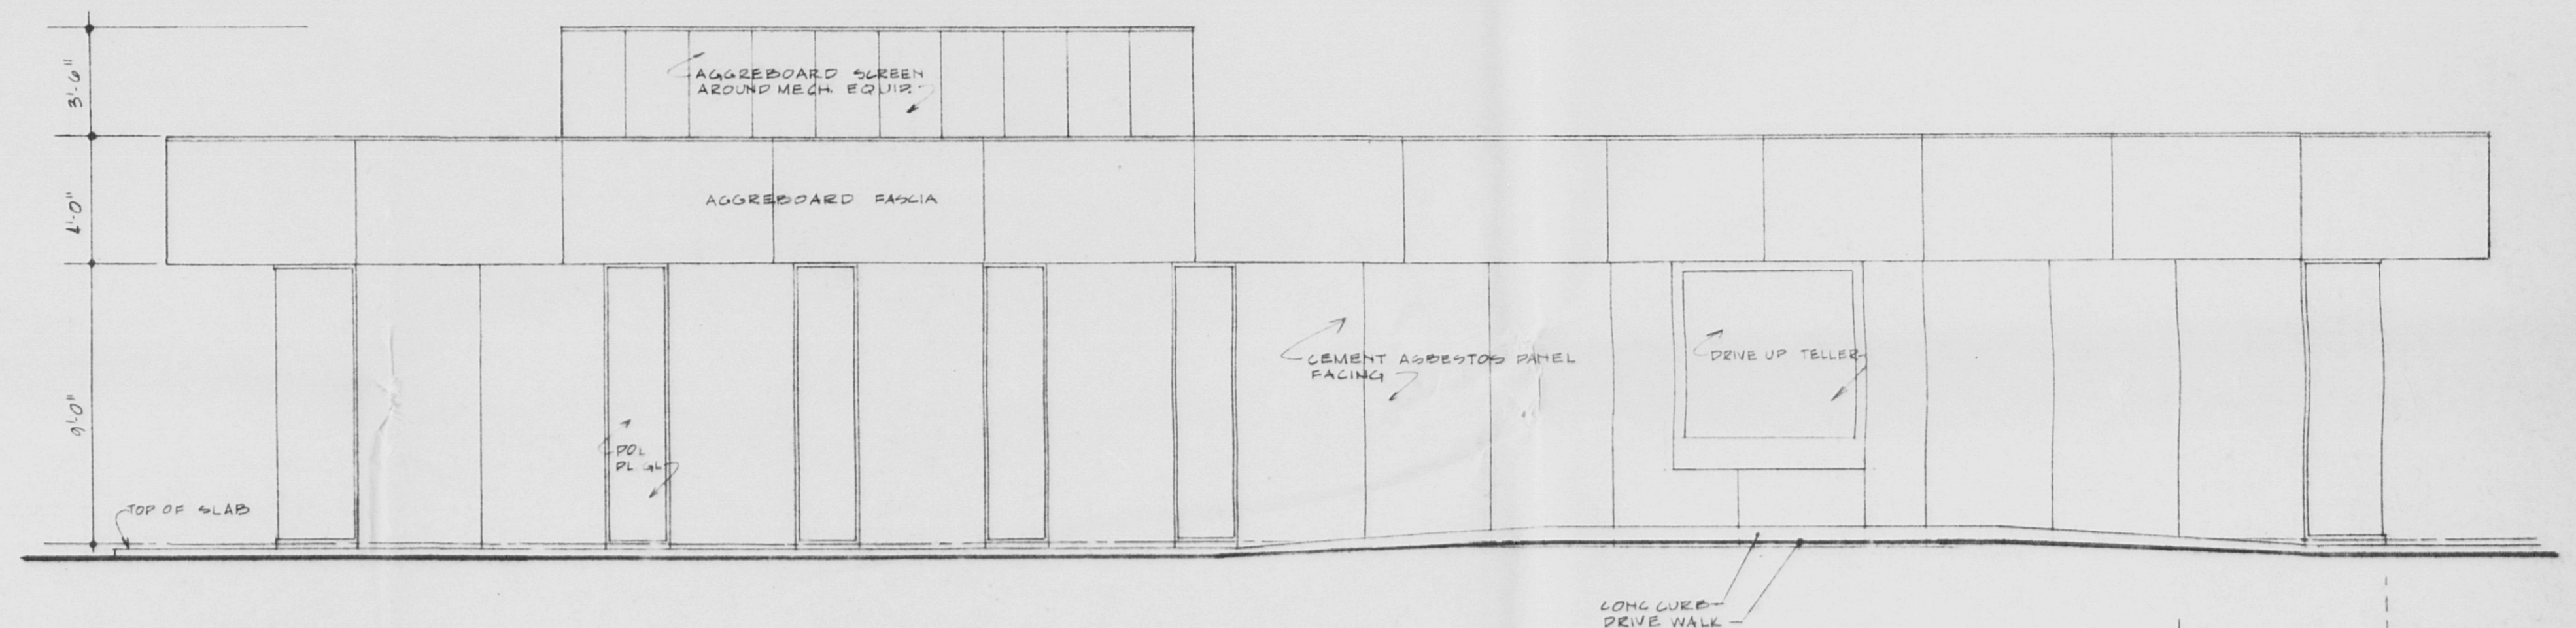 3'-6"
AGGREBOARD SCREEN
AROUND MECH. EQUIP.
4'-0"
AGGREBOARD FASCIA
9'-0"
CEMENT ASBESTOS PANEL
FACING
DRIVE UP TELLER
POL
PL GL
TOP OF SLAB
CONC CURB
DRIVE WALK